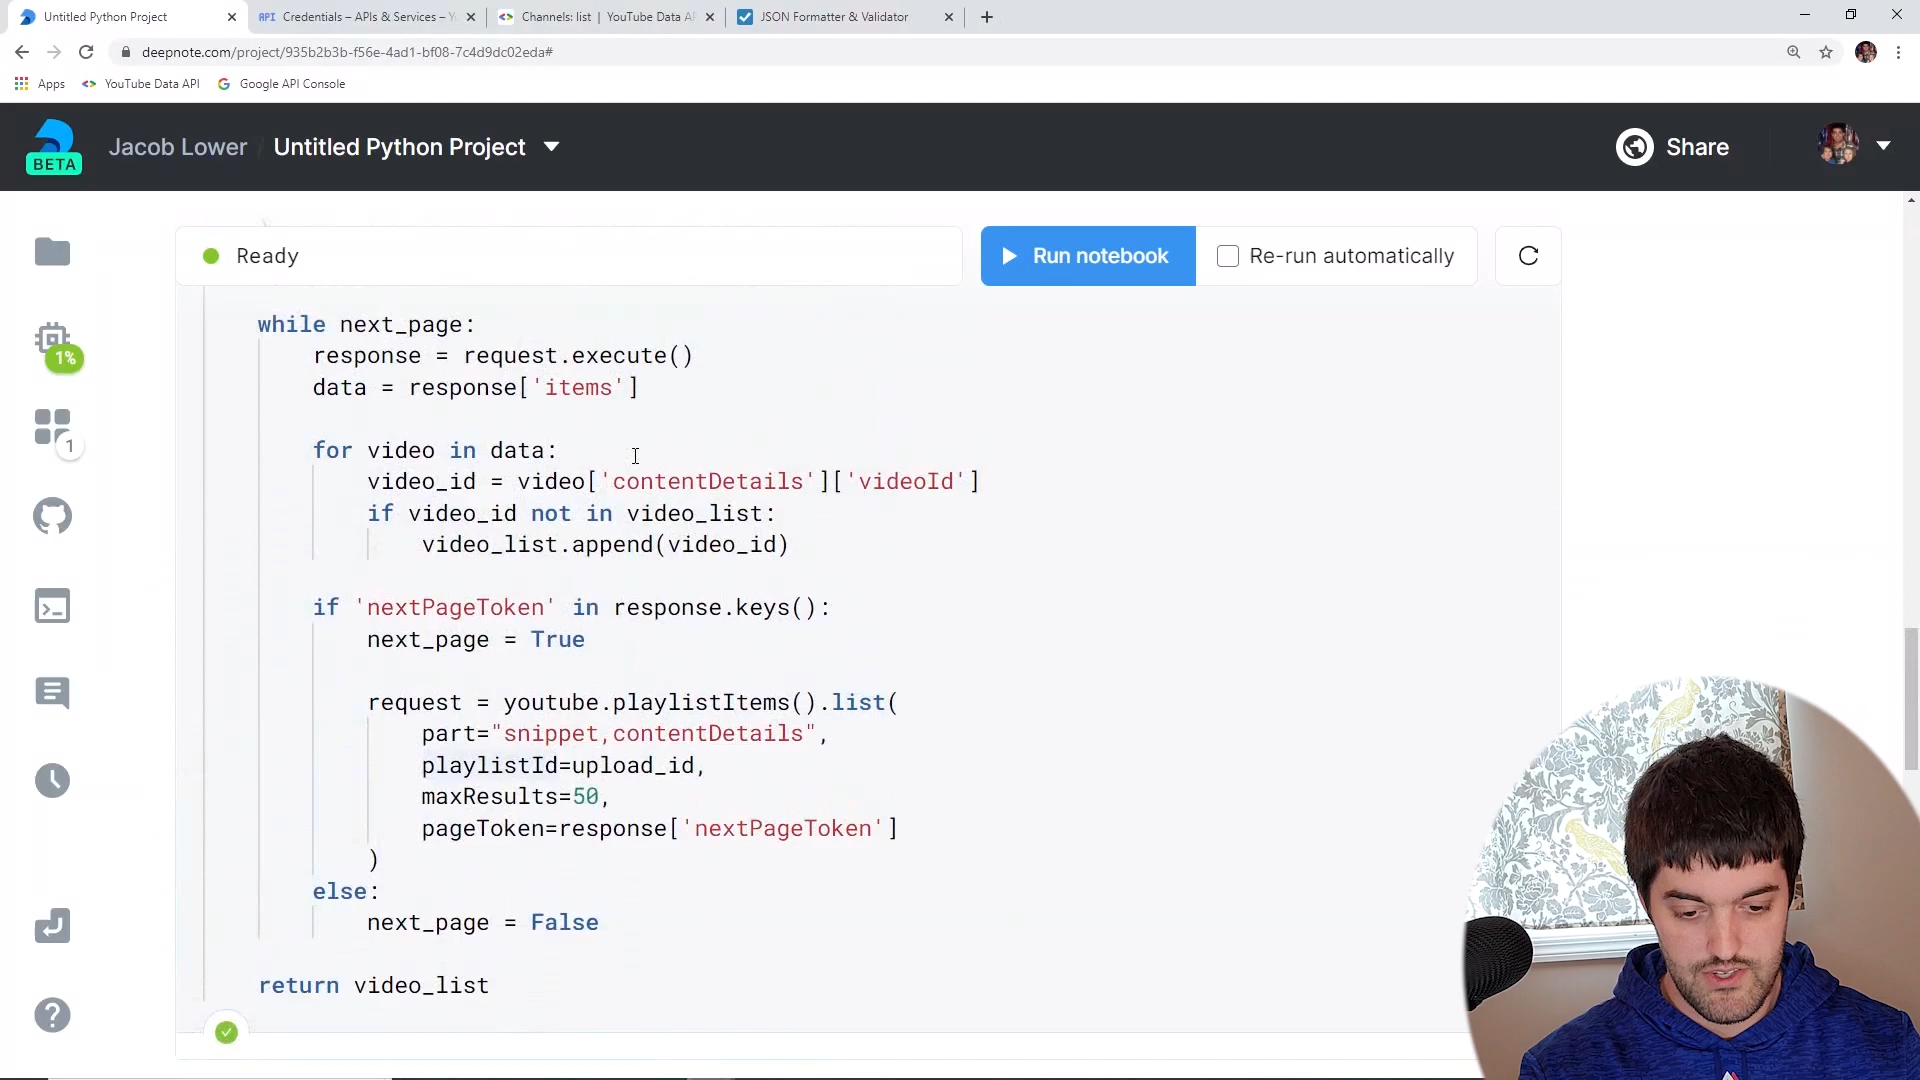 Untitled Python Project
API Credentials – APIs & Services – Y
Channels: list | YouTube Data AP
JSON Formatter & Validator
deepnote.com/project/935b2b3b-f56e-4ad1-bf08-7c4d9dc02eda#
Apps YouTube Data API Google API Console
BETA
Jacob Lower / Untitled Python Project
Share
Ready
Run notebook
Re-run automatically
1%
1
while next_page:
response = request.execute()
data = response['items']
for video in data:
video_id = video['contentDetails']['videoId']
if video_id not in video_list:
video_list.append(video_id)
if 'nextPageToken' in response.keys():
next_page = True
request = youtube.playlistItems().list(
part="snippet,contentDetails",
playlistId=upload_id,
maxResults=50,
pageToken=response['nextPageToken']
)
else:
next_page = False
return video_list